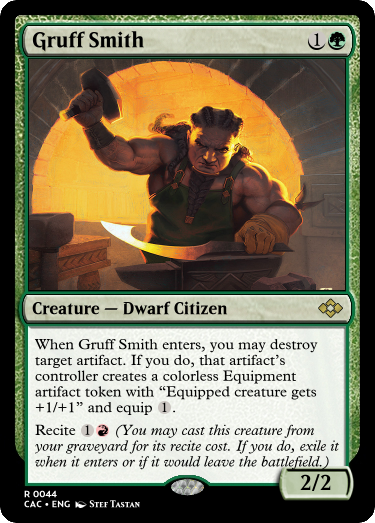 Gruff Smith 1
Creature — Dwarf Citizen
When Gruff Smith enters, you may destroy
target artifact. If you do, that artifact's
controller creates a colorless Equipment
artifact token with “Equipped creature gets
+1/+1” and equip 1.
Recite 1 (You may cast this creature from
your graveyard for its recite cost. If you do, exile it
when it enters or if it would leave the battlefield.)
2/2
R 0044
CAC • ENG Stef Tastan